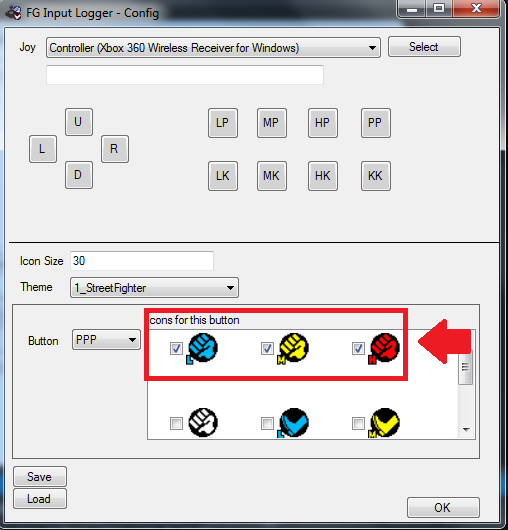 FG Input Logger - Config
Joy Controller (Xbox 360 Wireless Receiver for Windows) Select
U
L R
D
LP MP HP PP
LK MK HK KK
Icon Size 30
Theme 1_StreetFighter
cons for this button
Button PPP
L M H
L M
Save
Load
OK